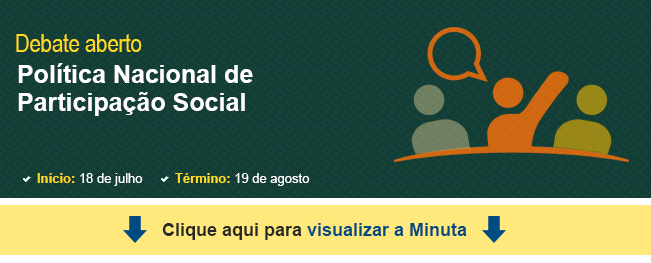 Debate aberto
Política Nacional de
Participação Social
Início: 18 de julho Término: 19 de agosto
Clique aqui para visualizar a Minuta